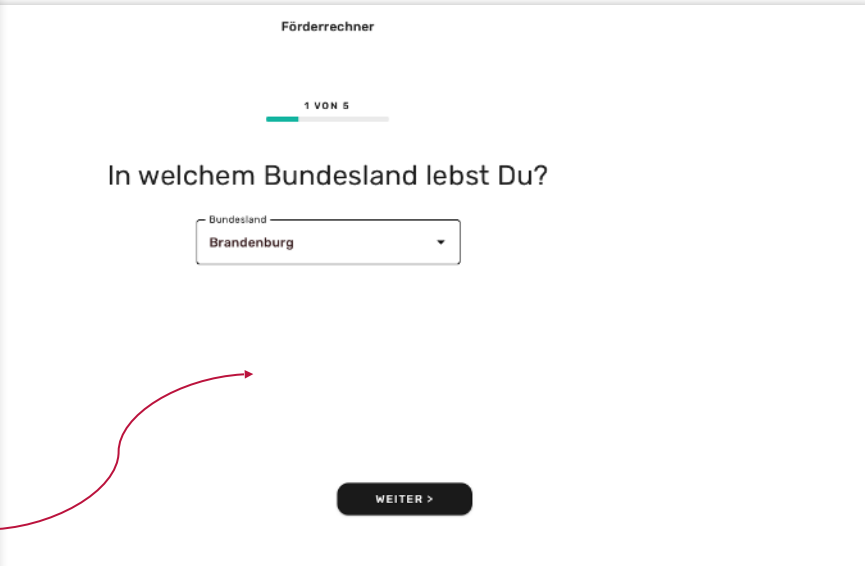 Förderrechner
1 VON 5
In welchem Bundesland lebst Du?
Bundesland
Brandenburg
WEITER >